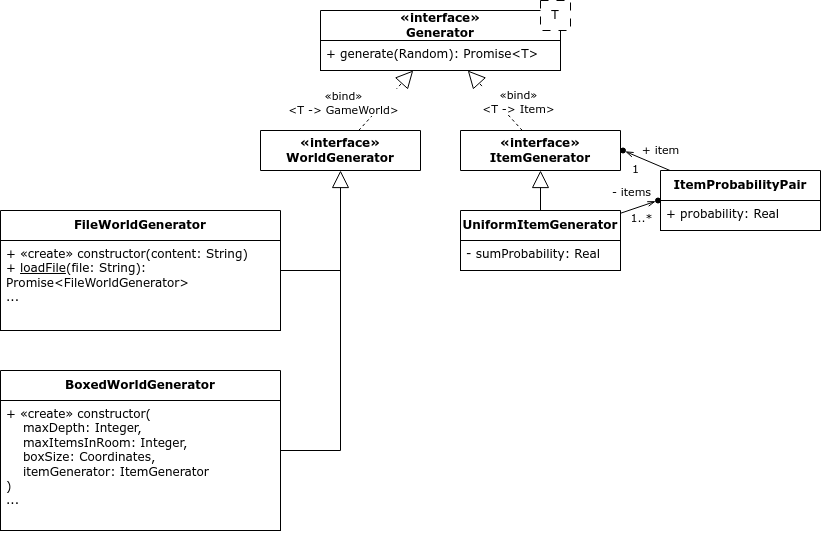 T
«interface»
Generator
+ generate(Random): Promise<T>
«bind»
<T -> GameWorld>
«bind»
<T -> Item>
«interface»
WorldGenerator
«interface»
ItemGenerator
+ item
1
ItemProbabilityPair
+ probability: Real
- items
1..*
UniformItemGenerator
- sumProbability: Real
FileWorldGenerator
+ «create» constructor(content: String)
+ loadFile(file: String):
Promise<FileWorldGenerator>
...
BoxedWorldGenerator
+ «create» constructor(
maxDepth: Integer,
maxItemsInRoom: Integer,
boxSize: Coordinates,
itemGenerator: ItemGenerator
)
...